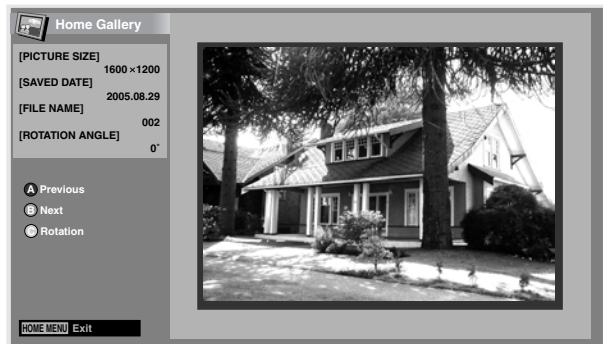 Home Gallery
[PICTURE SIZE]
1600×1200
[SAVED DATE]
2005.08.29
[FILE NAME]
002
[ROTATION ANGLE]
0°
A Previous
B Next
C Rotation
HOME MENU Exit